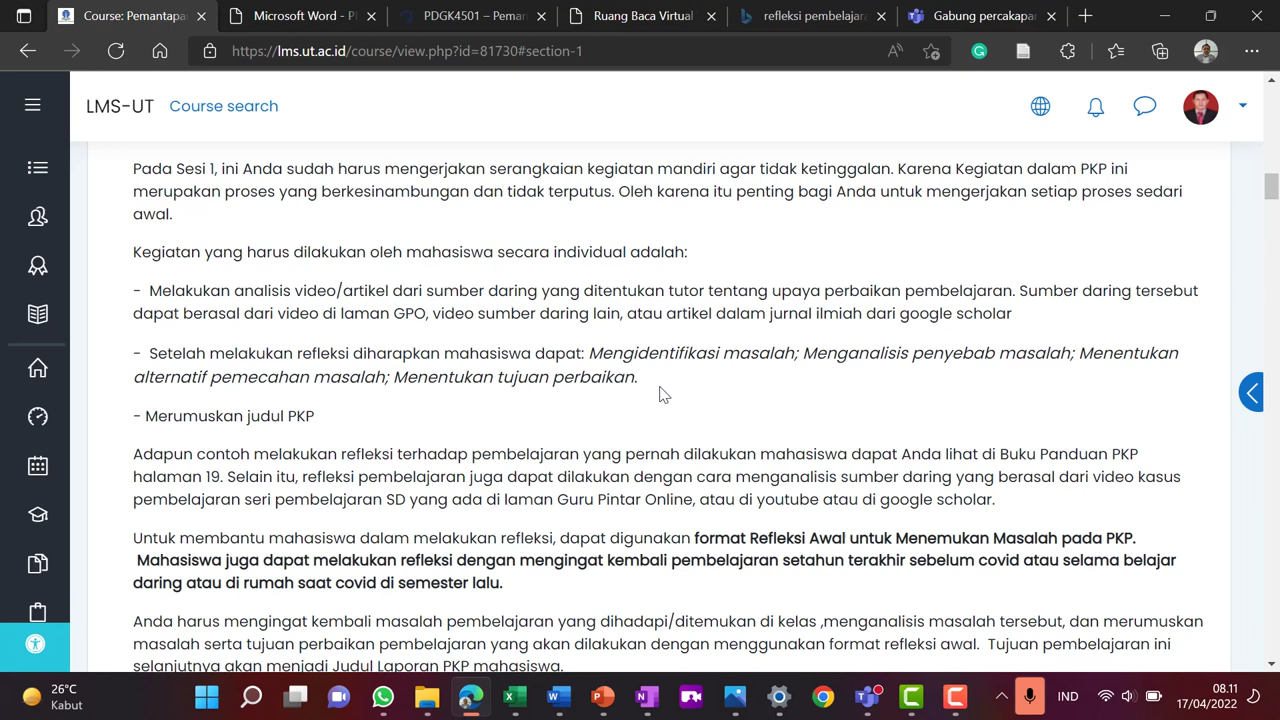 Course: Pemantapa
Microsoft Word - P
PDGK4501 – Peman
Ruang Baca Virtual
refleksi pembelajara
Gabung percakapa
https://lms.ut.ac.id/course/view.php?id=81730#section-1
LMS-UT Course search
Pada Sesi 1, ini Anda sudah harus mengerjakan serangkaian kegiatan mandiri agar tidak ketinggalan. Karena Kegiatan dalam PKP ini
merupakan proses yang berkesinambungan dan tidak terputus. Oleh karena itu penting bagi Anda untuk mengerjakan setiap proses sedari
awal.
Kegiatan yang harus dilakukan oleh mahasiswa secara individual adalah:
- Melakukan analisis video/artikel dari sumber daring yang ditentukan tutor tentang upaya perbaikan pembelajaran. Sumber daring tersebut
dapat berasal dari video di laman GPO, video sumber daring lain, atau artikel dalam jurnal ilmiah dari google scholar
- Setelah melakukan refleksi diharapkan mahasiswa dapat: Mengidentifikasi masalah; Menganalisis penyebab masalah; Menentukan
alternatif pemecahan masalah; Menentukan tujuan perbaikan.
- Merumuskan judul PKP
Adapun contoh melakukan refleksi terhadap pembelajaran yang pernah dilakukan mahasiswa dapat Anda lihat di Buku Panduan PKP
halaman 19. Selain itu, refleksi pembelajaran juga dapat dilakukan dengan cara menganalisis sumber daring yang berasal dari video kasus
pembelajaran seri pembelajaran SD yang ada di laman Guru Pintar Online, atau di youtube atau di google scholar.
Untuk membantu mahasiswa dalam melakukan refleksi, dapat digunakan format Refleksi Awal untuk Menemukan Masalah pada PKP.
Mahasiswa juga dapat melakukan refleksi dengan mengingat kembali pembelajaran setahun terakhir sebelum covid atau selama belajar
daring atau di rumah saat covid di semester lalu.
Anda harus mengingat kembali masalah pembelajaran yang dihadapi/ditemukan di kelas ,menganalisis masalah tersebut, dan merumuskan
masalah serta tujuan perbaikan pembelajaran yang akan dilakukan dengan menggunakan format refleksi awal. Tujuan pembelajaran ini
selanjutnya akan menjadi Judul Laporan PKP mahasiswa.
26°C
Kabut
IND
08.11
17/04/2022